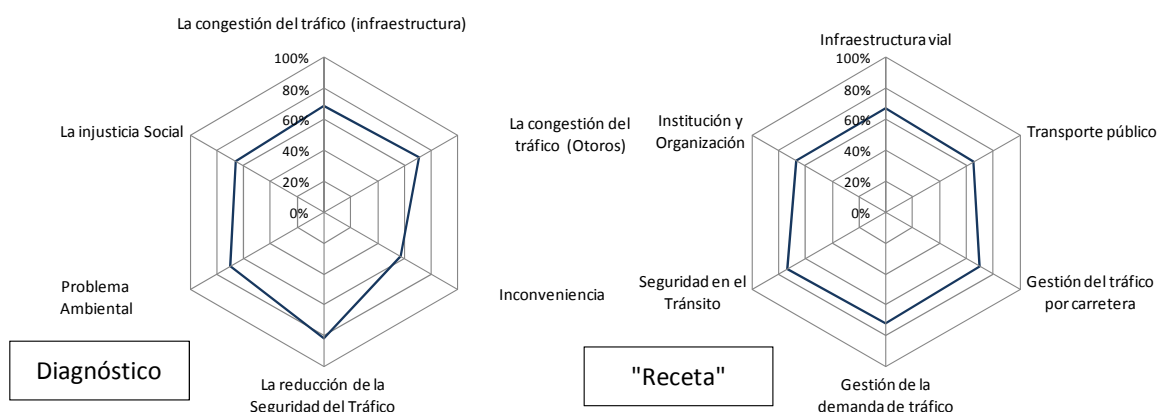 La congestión del tráfico (infraestructura)
100%
80%
60%
40%
20%
0%
La congestión del
tráfico (Otoros)
Inconveniencia
La reducción de la
Seguridad del Tráfico
Problema
Ambiental
La injusticia Social
Diagnóstico
Infraestructura vial
100%
80%
60%
40%
20%
0%
Transporte público
Gestión del tráfico
por carretera
Gestión de la
demanda de tráfico
Seguridad en el
Tránsito
Institución y
Organización
"Receta"